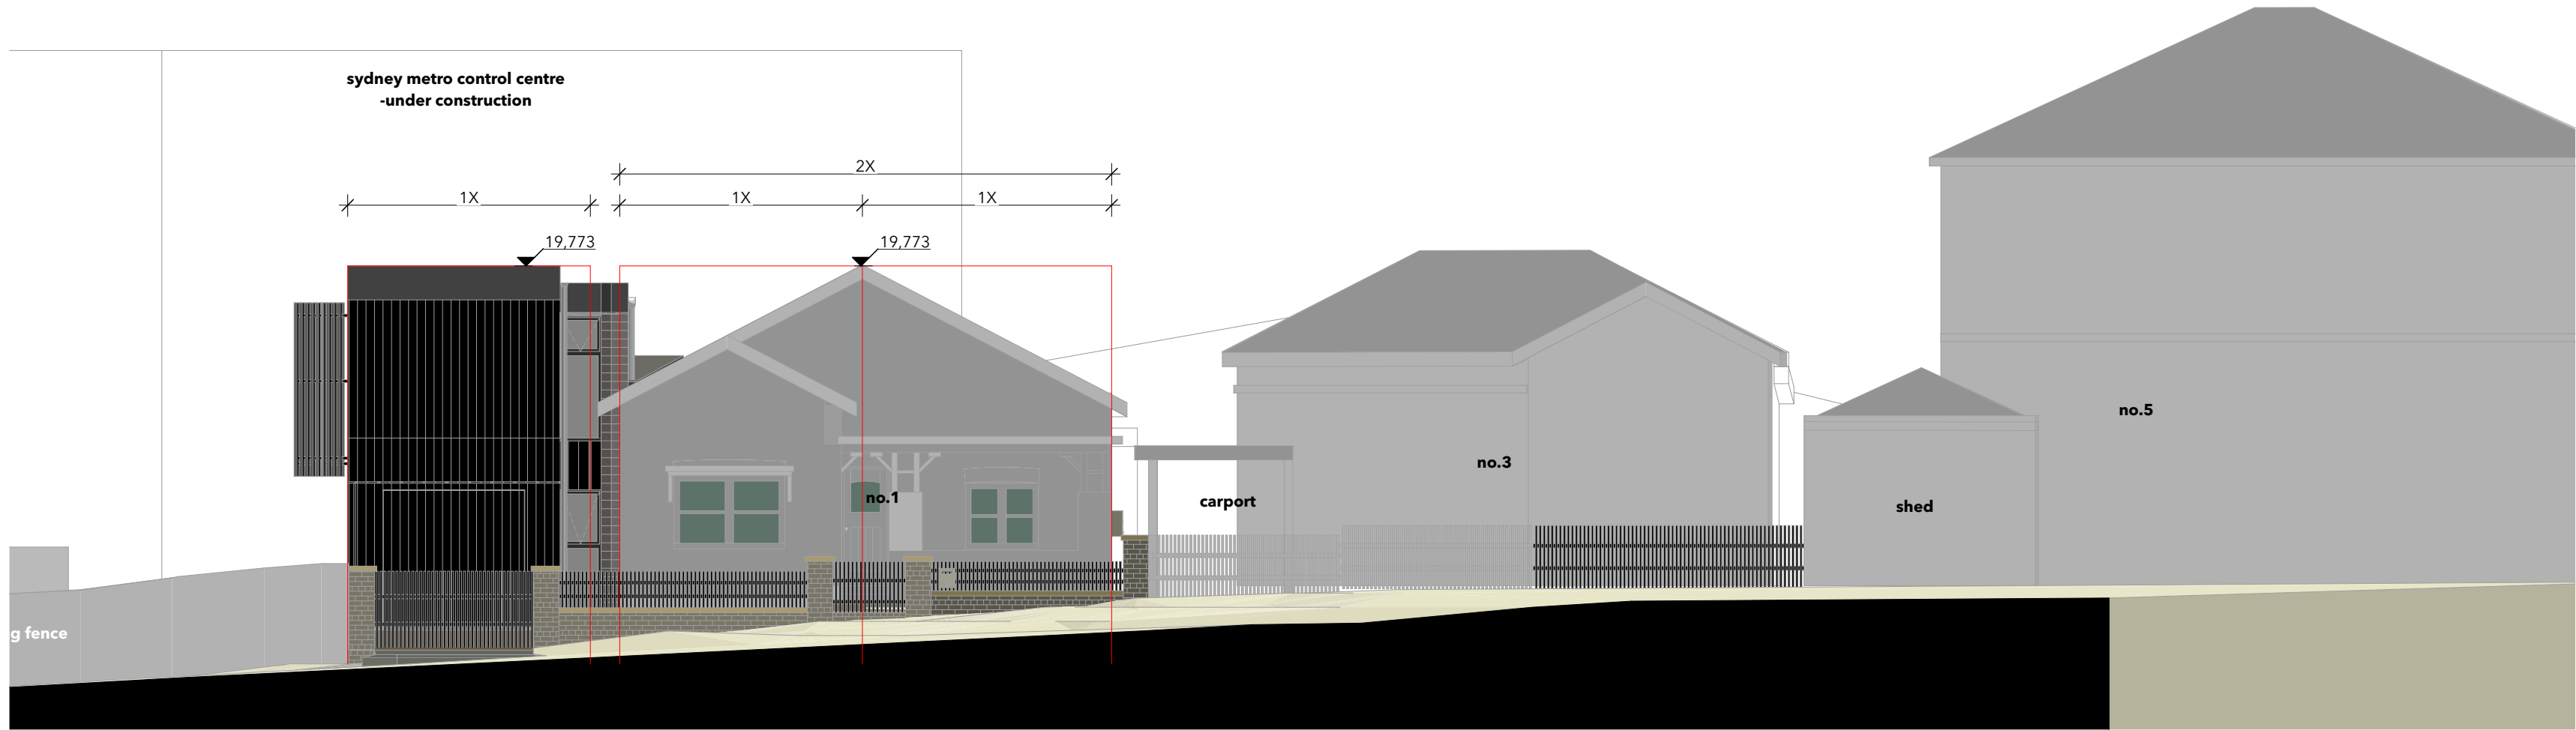 sydney metro control centre
-under construction
2X
1X
1X
1X
19,773
19,773
no.1
carport
no.3
shed
no.5
g fence